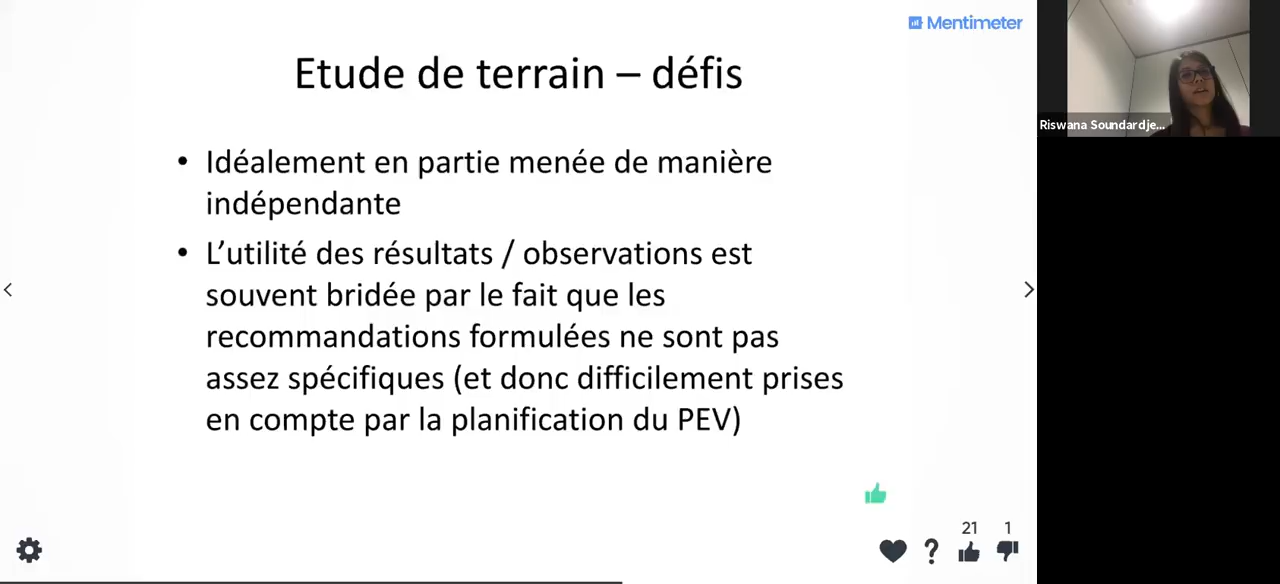 Mentimeter
Etude de terrain – défis
Riswana Soundardje...
• Idéalement en partie menée de manière
indépendante
• L’utilité des résultats / observations est
souvent bridée par le fait que les
recommandations formulées ne sont pas
assez spécifiques (et donc difficilement prises
en compte par la planification du PEV)
21 1